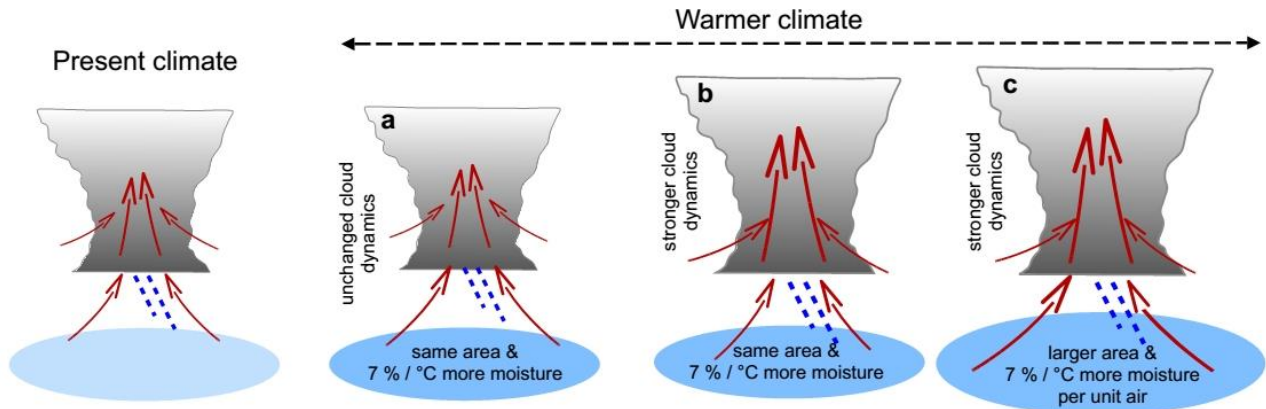 Warmer climate
Present climate
a
unchanged cloud
dynamics
same area &
7 % / °C more moisture
b
stronger cloud
dynamics
same area &
7 % / °C more moisture
c
stronger cloud
dynamics
larger area &
7 % / °C more moisture
per unit air